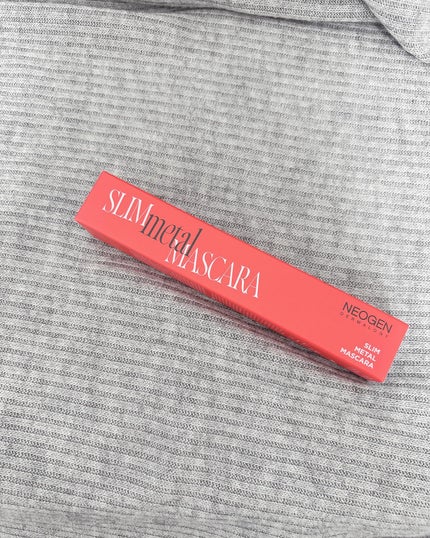 SLIM
metal
MASCARA
NEOGEN
DERMALOGY
SLIM
METAL
MASCARA